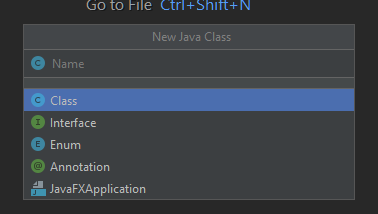 Go to File Ctrl+Shift+N
New Java Class
C Name
C Class
I Interface
E Enum
@ Annotation
JavaFXApplication